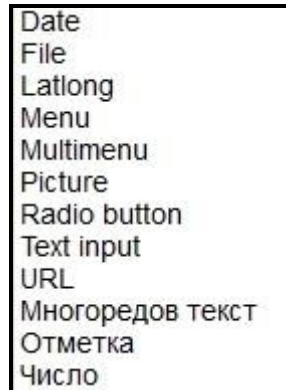 Date
File
Latlong
Menu
Multimenu
Picture
Radio button
Text input
URL
Многоредов текст
Отметка
Число